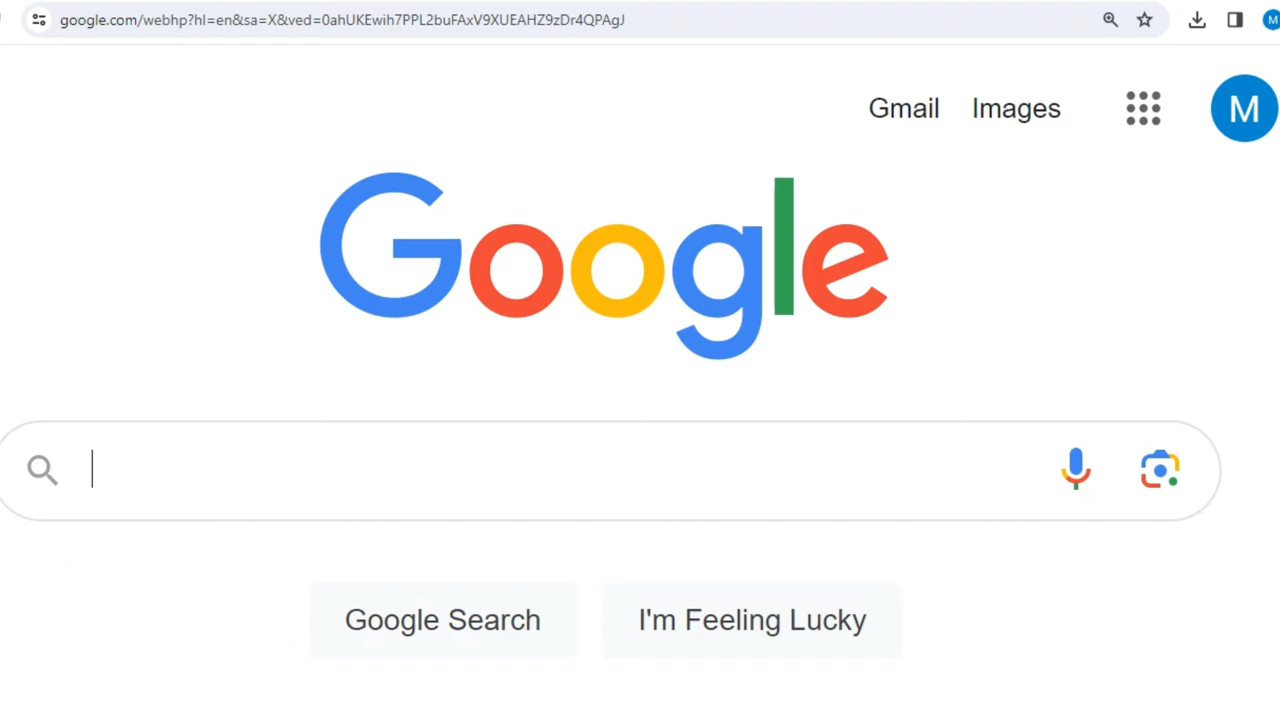 google.com/webhp?hl=en&sa=X&ved=0ahUKEwih7PPL2buFAxV9XUEAHZ9zDr4QPAgJ
M
Gmail Images
M
Google
Google Search I'm Feeling Lucky